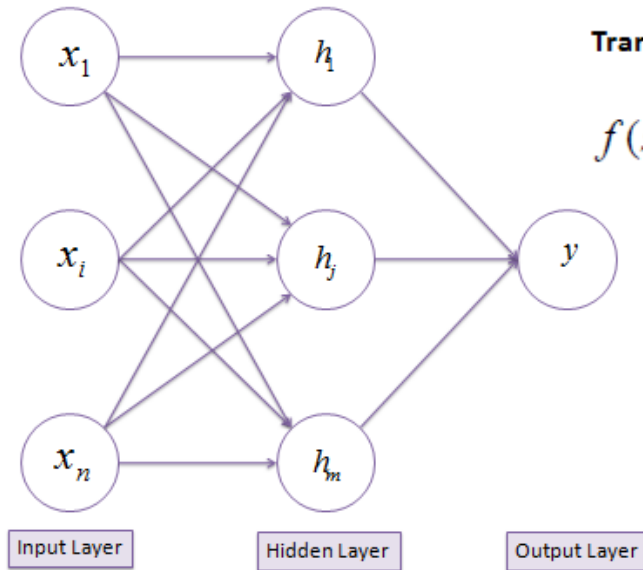 x₁ h₁ Tran
f(
xᵢ hⱼ y
xₙ hₘ
Input Layer Hidden Layer Output Layer